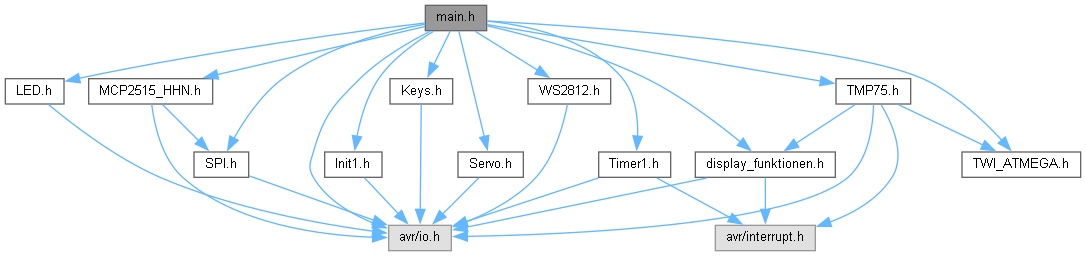 main.h
LED.h
MCP2515_HHN.h
Keys.h
WS2812.h
TMP75.h
SPI.h
Init1.h
Servo.h
Timer1.h
display_funktionen.h
TWI_ATMEGA.h
avr/io.h
avr/interrupt.h